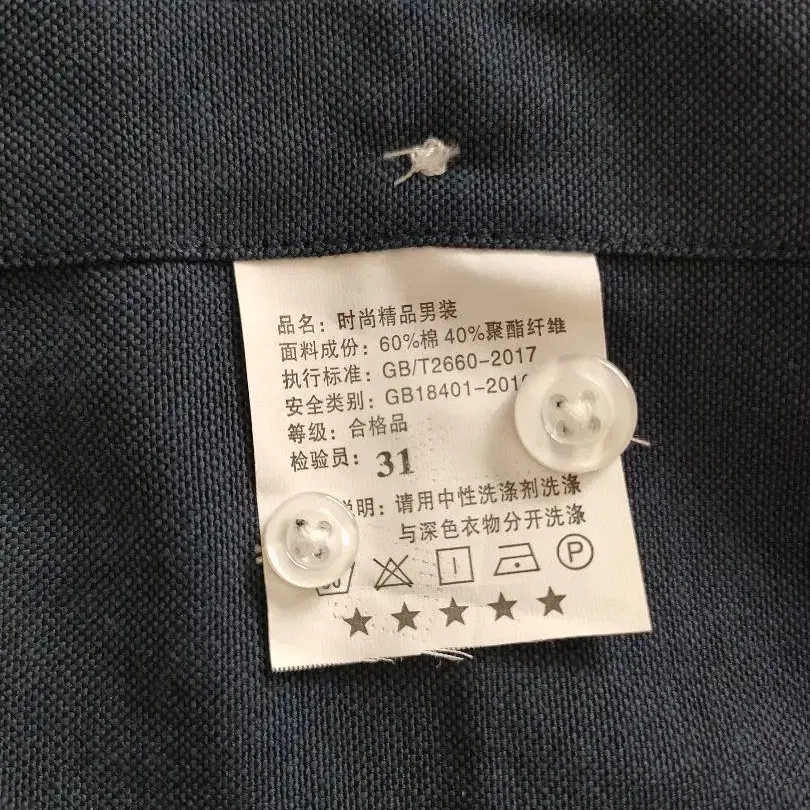 品名：时尚精品男装
面料成份：60%棉 40%聚酯纤维
执行标准：GB/T2660-2017
安全类别：GB18401-201
等级：合格品
检验员：31
说明：请用中性洗涤剂洗涤
与深色衣物分开洗涤
P